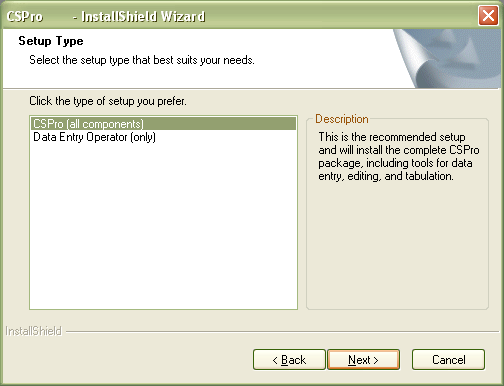 CSPro - InstallShield Wizard
Setup Type
Select the setup type that best suits your needs.
Click the type of setup you prefer.
CSPro (all components)
Data Entry Operator (only)
Description
This is the recommended setup
and will install the complete CSPro
package, including tools for data
entry, editing, and tabulation.
InstallShield
< Back
Next >
Cancel